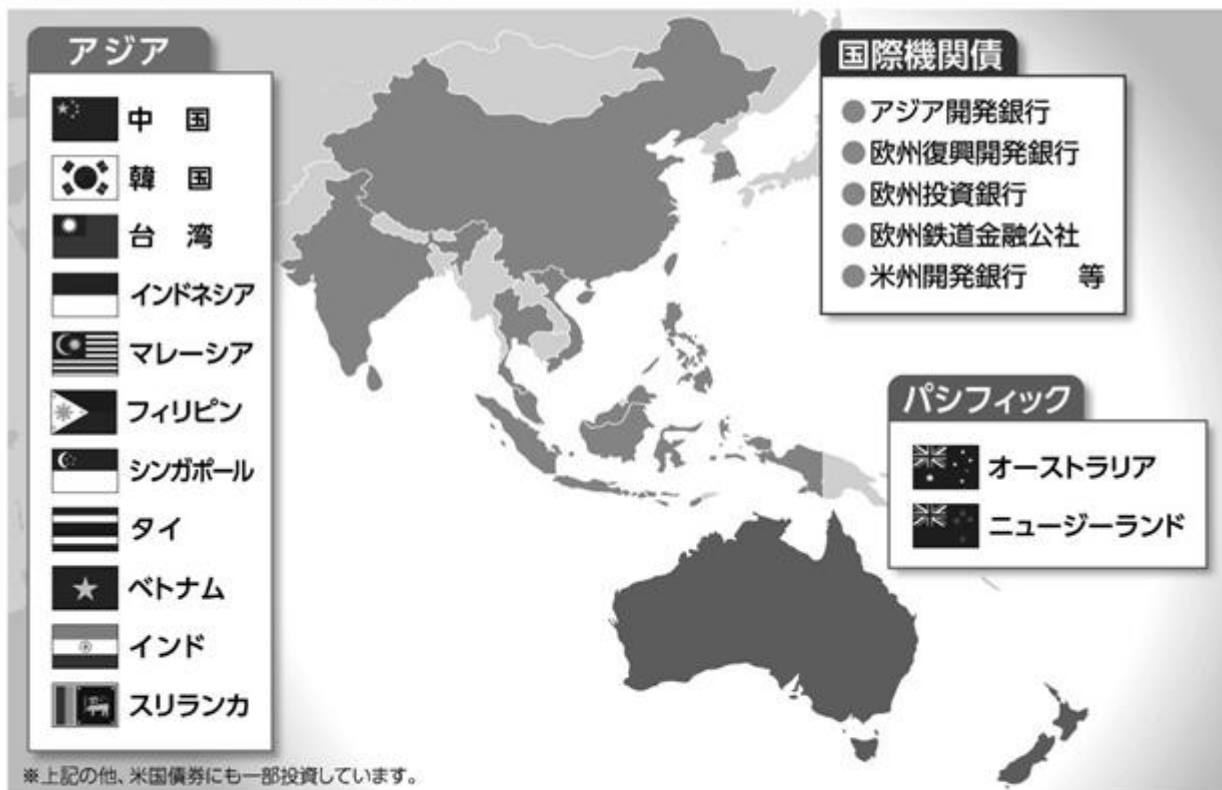 アジア
中　国
韓　国
台　湾
インドネシア
マレーシア
フィリピン
シンガポール
タイ
ベトナム
インド
スリランカ
国際機関債
●アジア開発銀行
●欧州復興開発銀行
●欧州投資銀行
●欧州鉄道金融公社
●米州開発銀行　等
パシフィック
オーストラリア
ニュージーランド
※上記の他、米国債券にも一部投資しています。